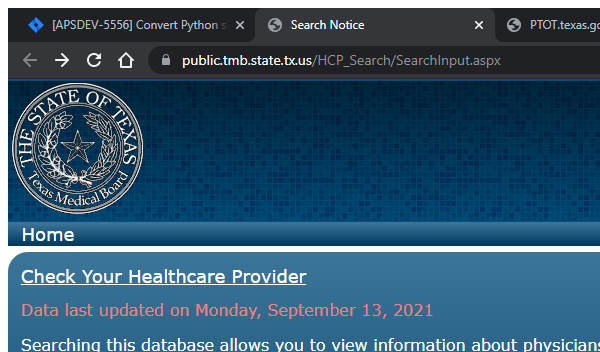 [APSDEV-5556] Convert Python s
Search Notice
PTOT.texas.go
public.tmb.state.tx.us/HCP_Search/SearchInput.aspx
THE STATE OF TEXAS
Texas Medical Board
Home
Check Your Healthcare Provider
Data last updated on Monday, September 13, 2021
Searching this database allows you to view information about physicians